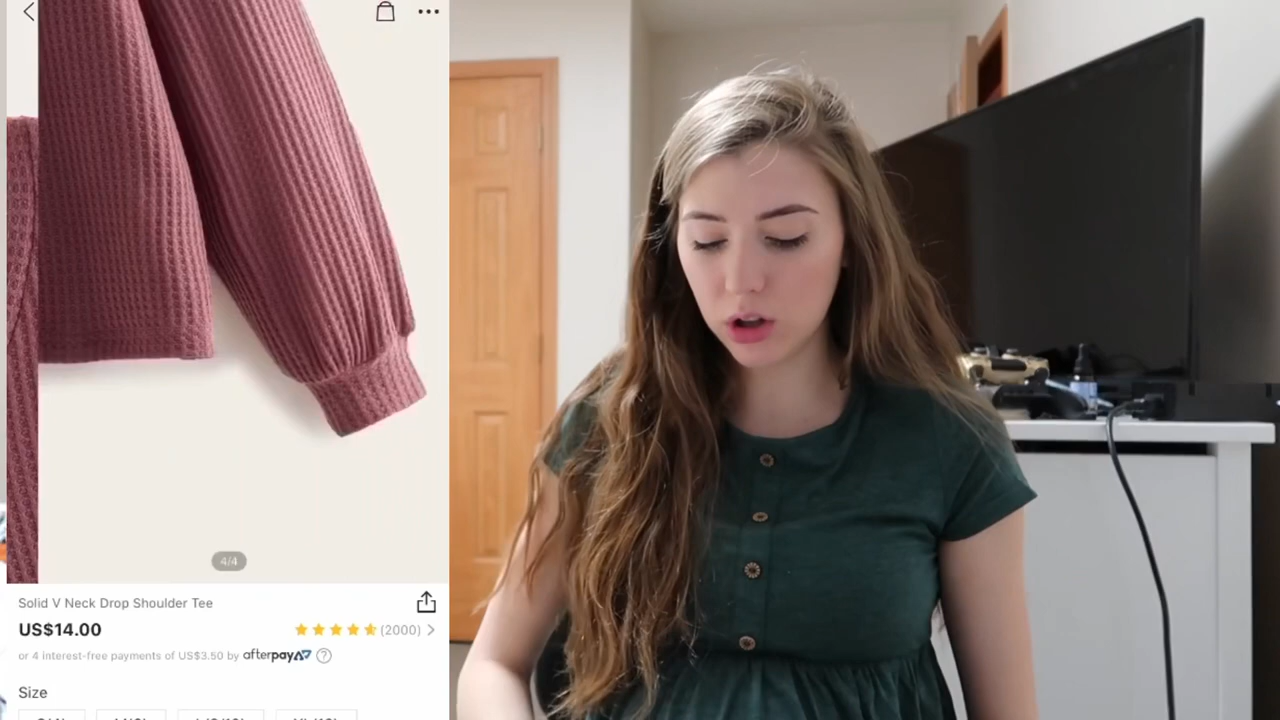 4/4
Solid V Neck Drop Shoulder Tee
US$14.00
(2000)
or 4 interest-free payments of US$3.50 by afterpay
Size